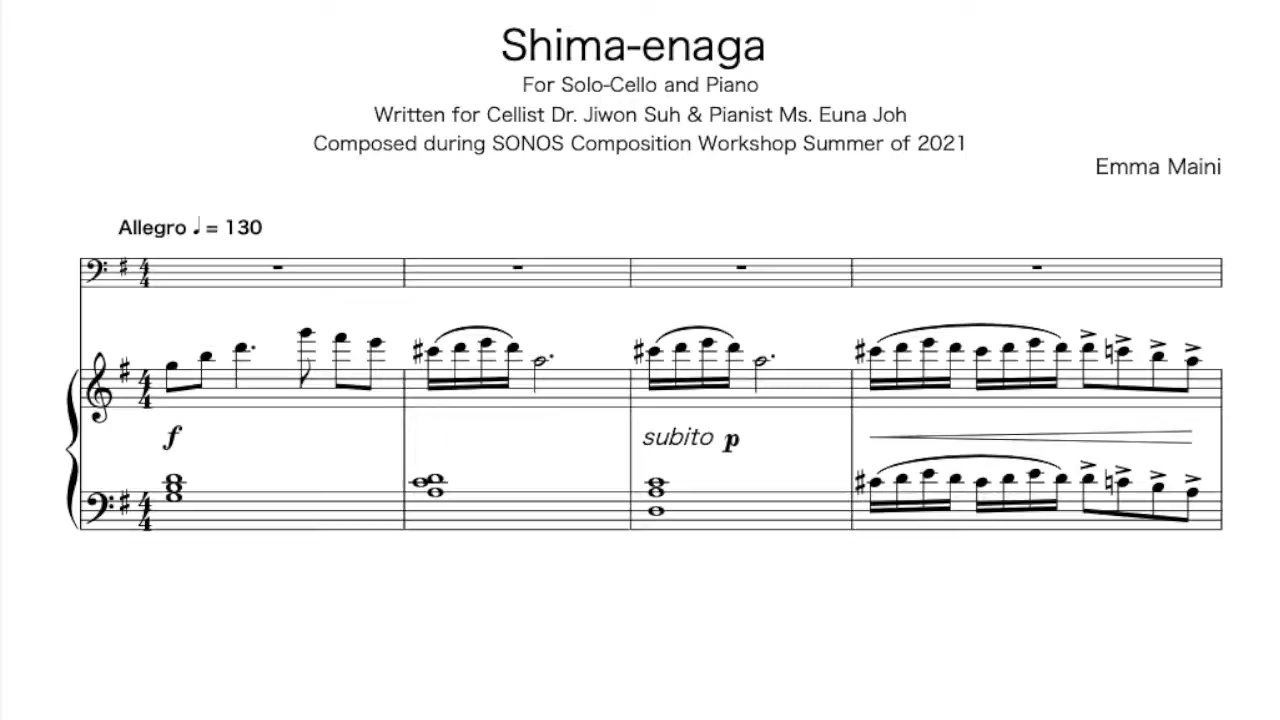 Shima-enaga
For Solo-Cello and Piano
Written for Cellist Dr. Jiwon Suh & Pianist Ms. Euna Joh
Composed during SONOS Composition Workshop Summer of 2021
Emma Maini
Allegro ♩ = 130
f
subito p